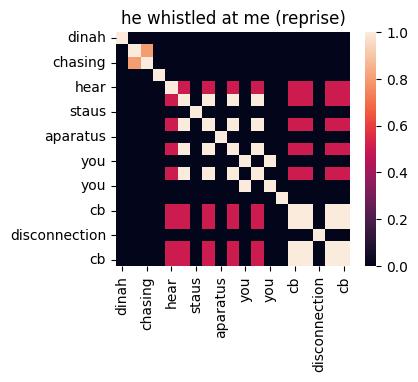 he whistled at me (reprise)
dinah
chasing
hear
staus
aparatus
you
you
cb
disconnection
cb
1.0
0.8
0.6
0.4
0.2
0.0
dinah
chasing
hear
staus
aparatus
you
you
cb
disconnection
cb